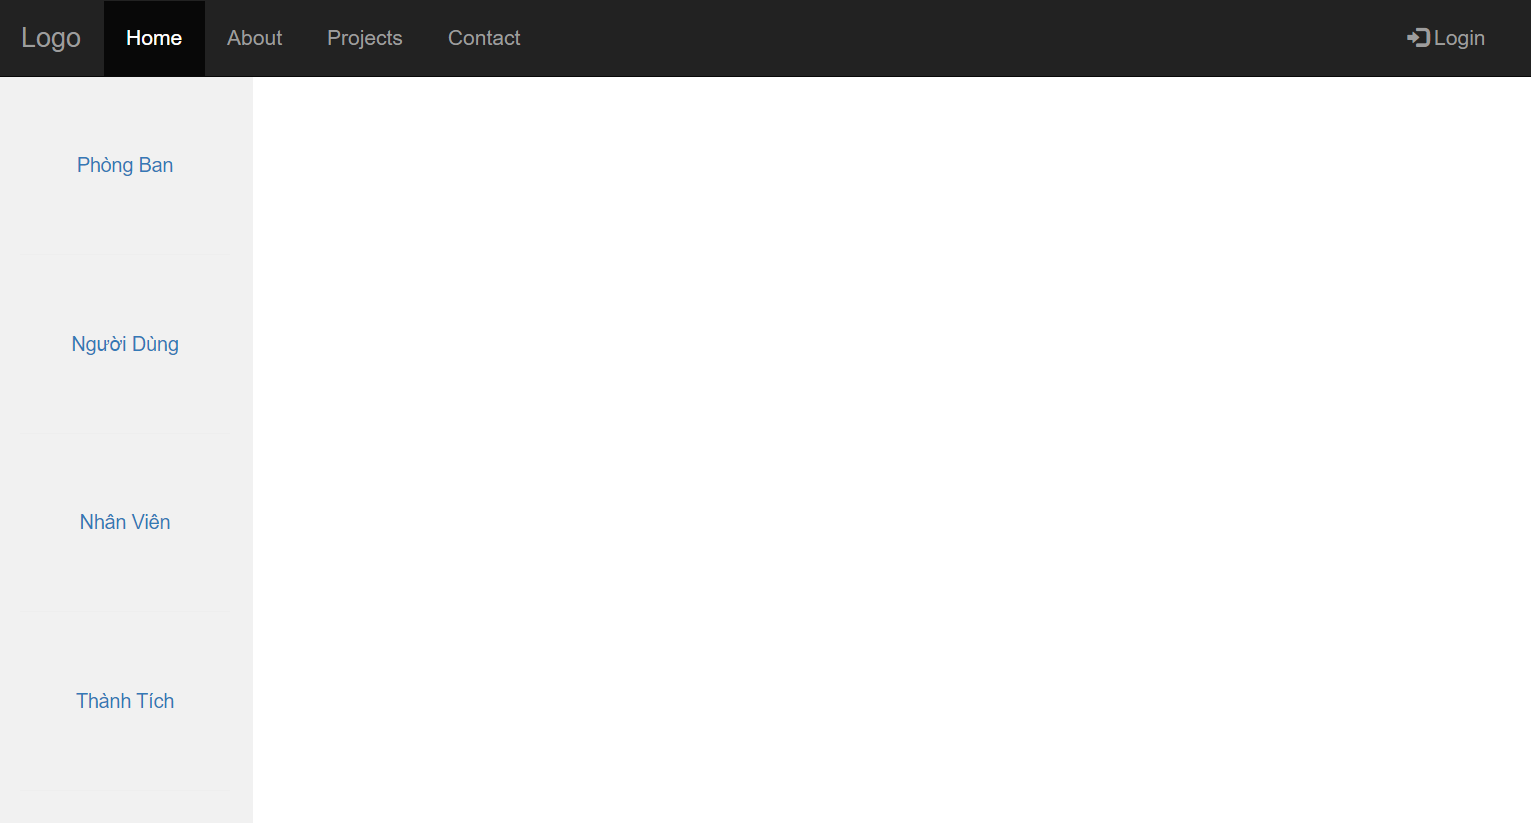 Logo Home About Projects Contact Login
Phòng Ban
Người Dùng
Nhân Viên
Thành Tích